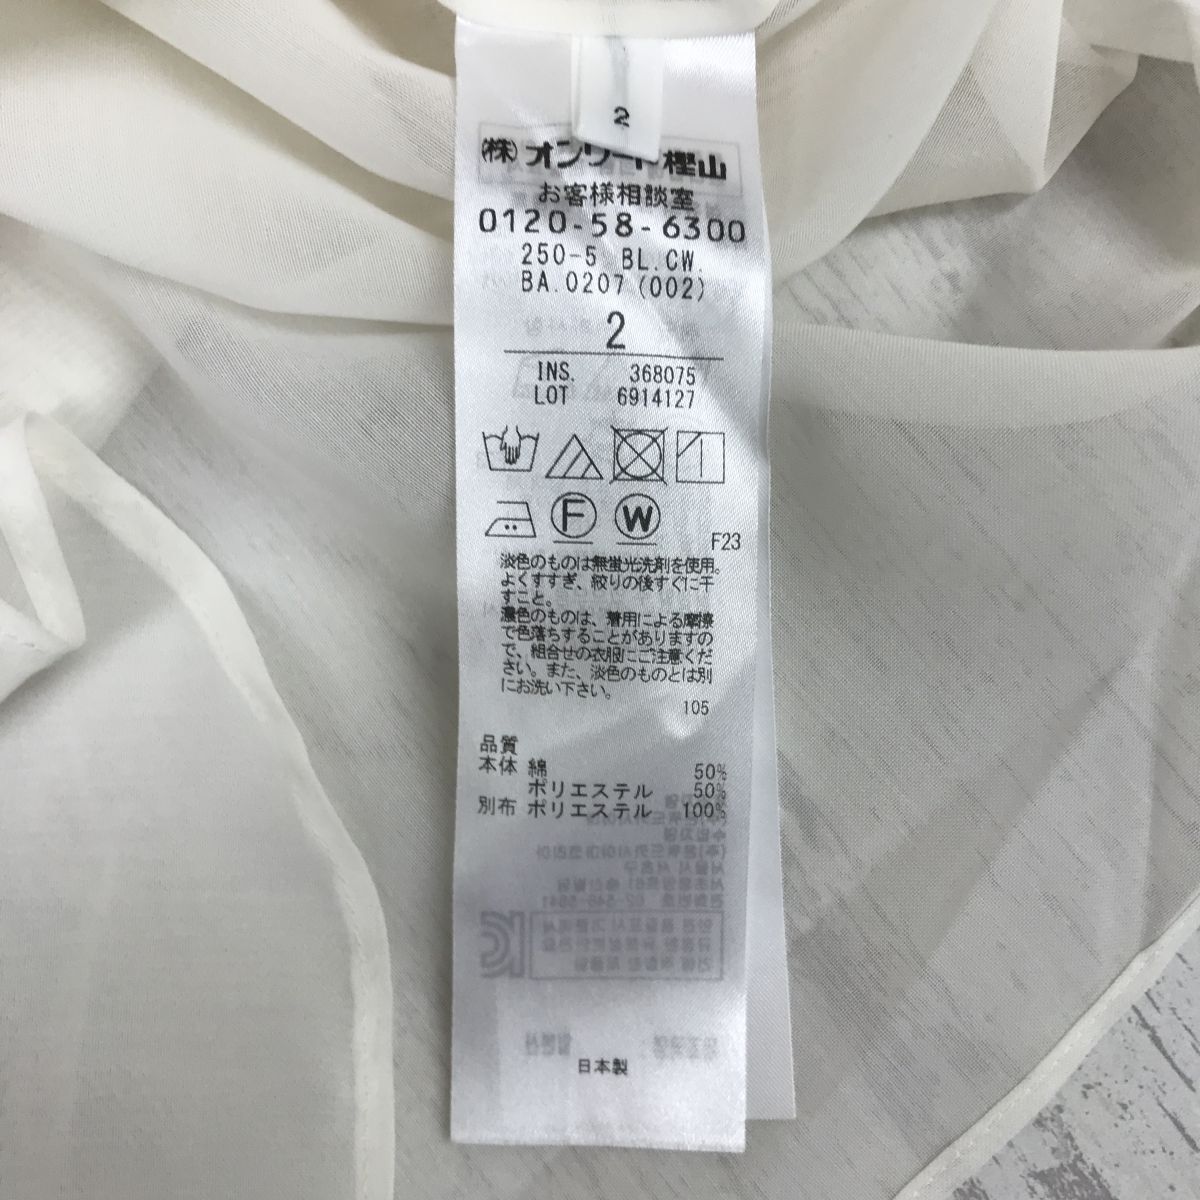 2
(株)オンワード樫山
お客様相談室
0120-58-6300
250-5 BL.CW.
BA.0207(002)
2
INS. 368075
LOT 6914127
F
W
F23
淡色のものは無蛍光洗剤を使用。
よくすすぎ、絞りの後すぐに干
すこと。
濃色のものは、着用による摩擦
で色落ちすることがありますの
で、組合せの衣服にご注意くだ
さい。また、淡色のものとは別
にお洗い下さい。
105
品質
本体 綿 50%
ポリエステル 50%
別布 ポリエステル 100%
日本製